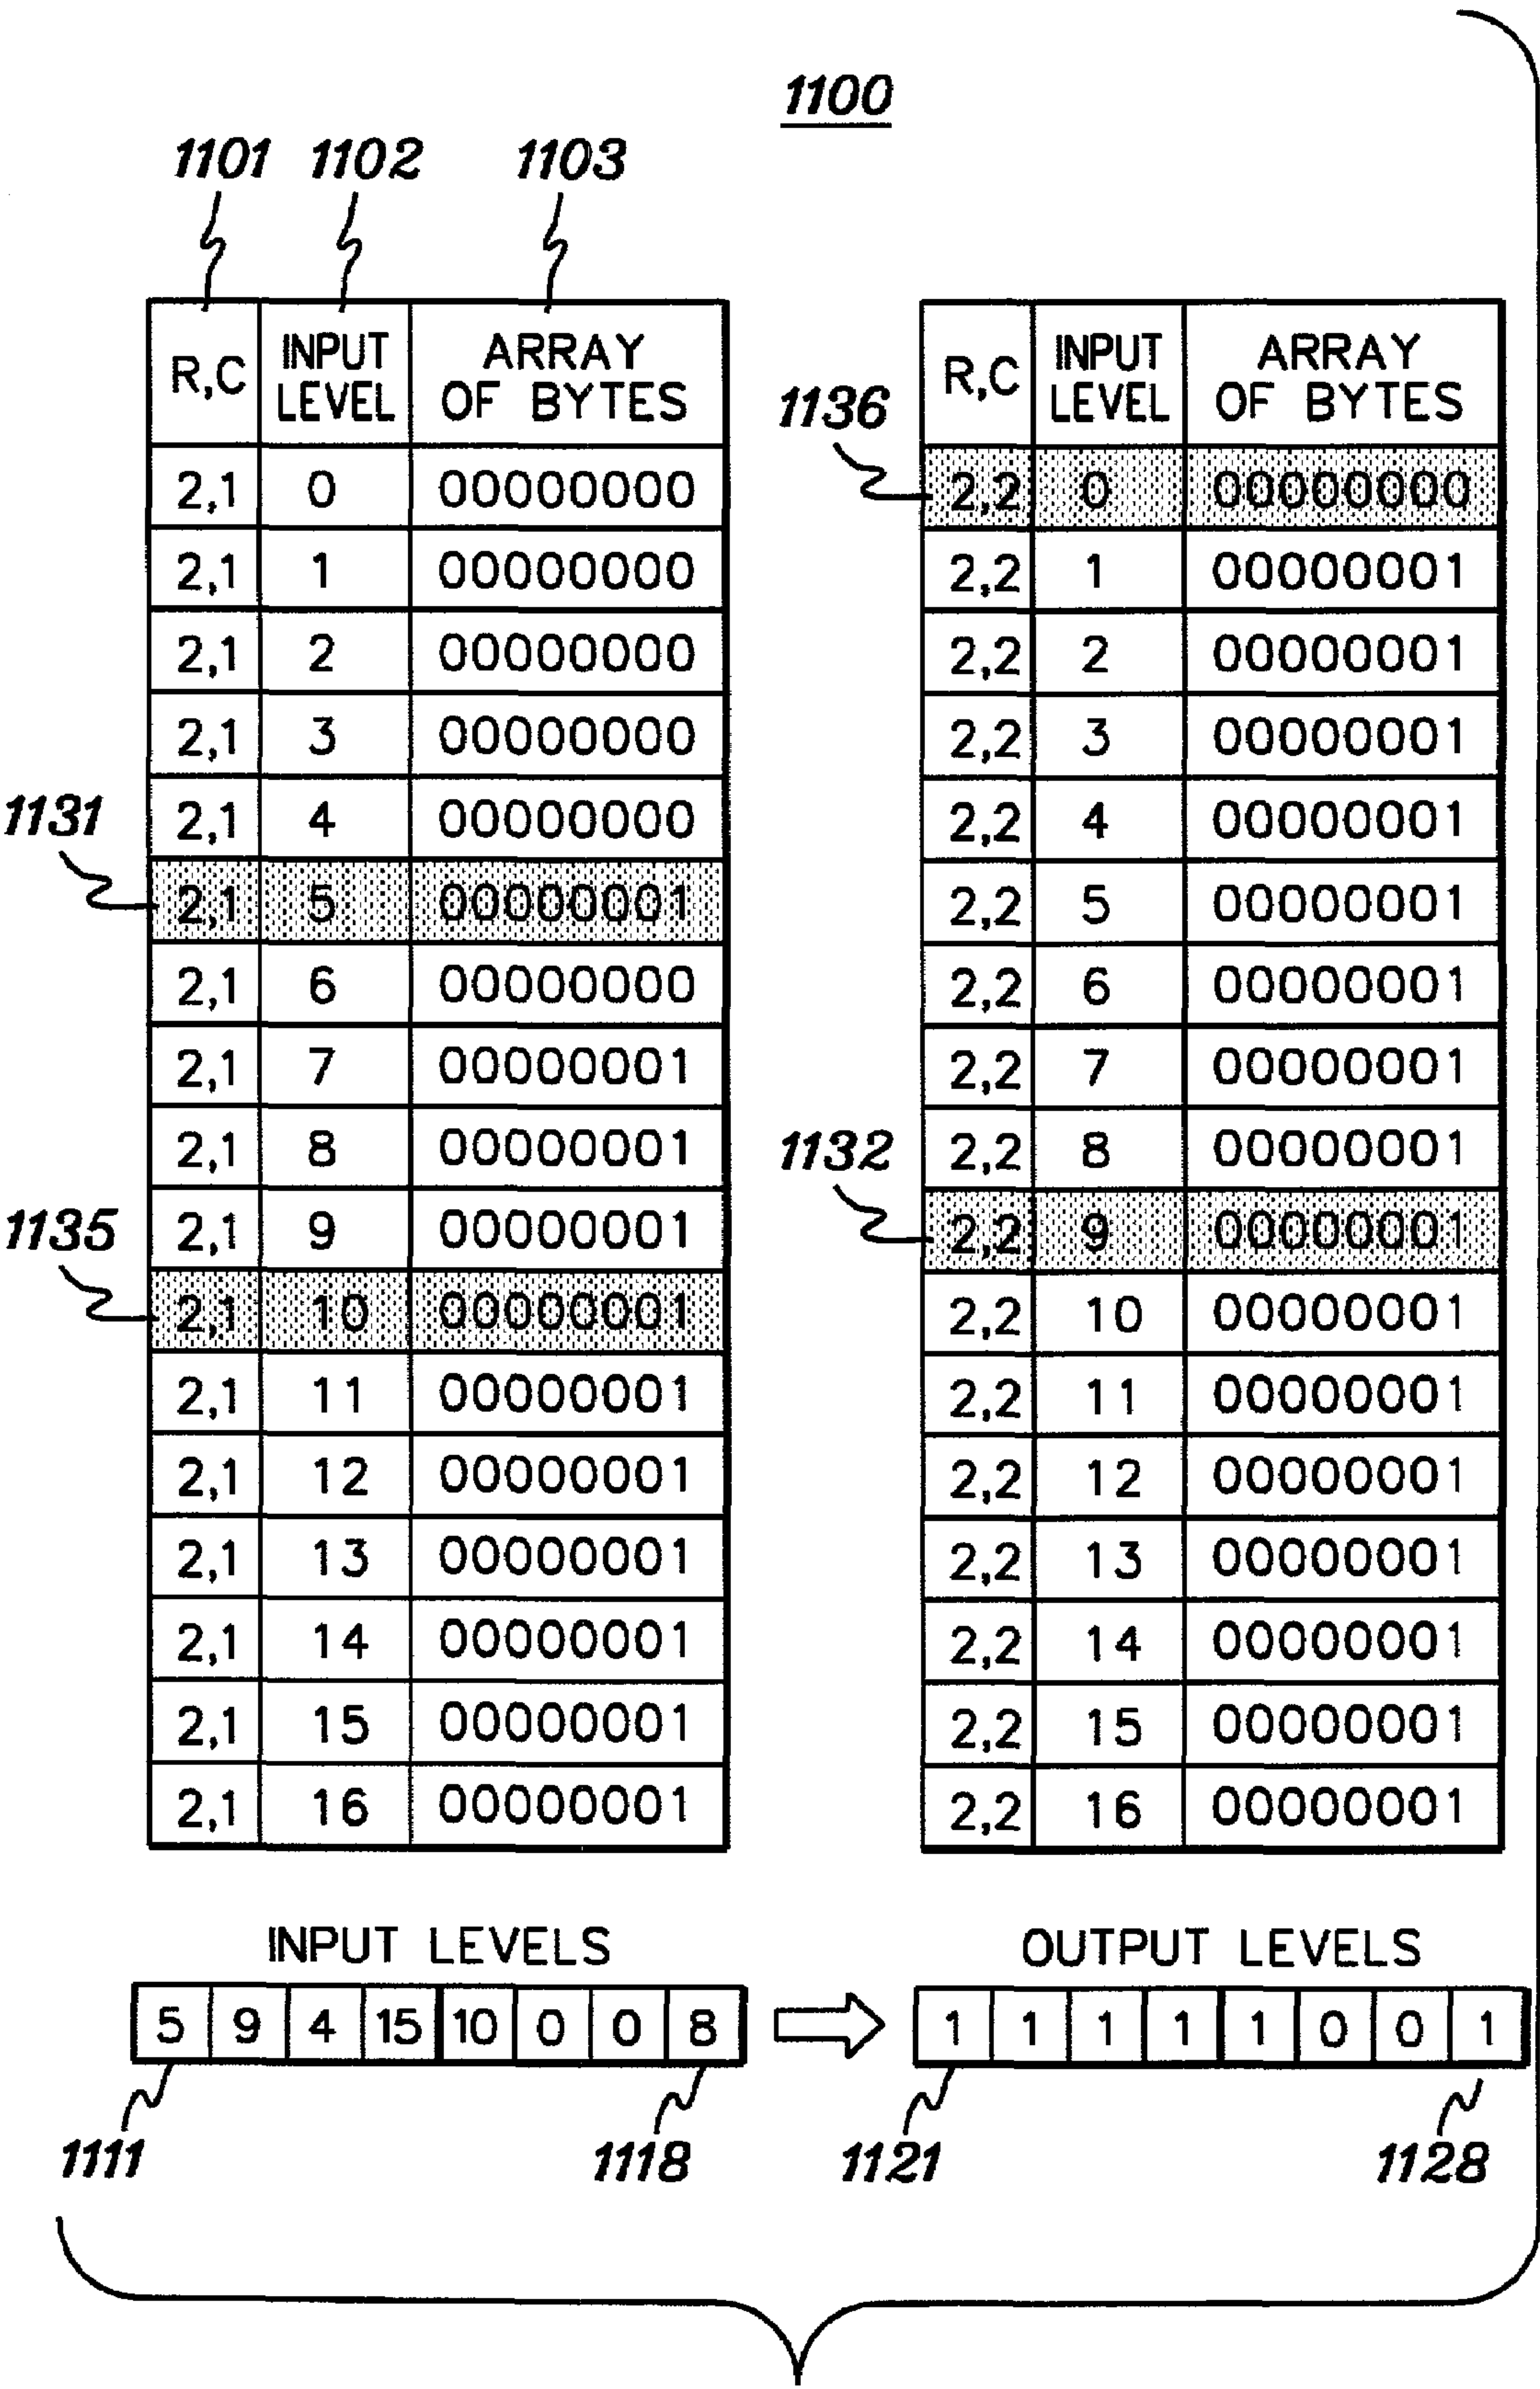 1100
1101 1102 1103
R,C INPUT LEVEL ARRAY OF BYTES
2,1 0 00000000
2,1 1 00000000
2,1 2 00000000
2,1 3 00000000
2,1 4 00000000
1131 2,1 5 00000001
2,1 6 00000000
2,1 7 00000001
2,1 8 00000001
2,1 9 00000001
1135 2,1 10 00000001
2,1 11 00000001
2,1 12 00000001
2,1 13 00000001
2,1 14 00000001
2,1 15 00000001
2,1 16 00000001
R,C INPUT LEVEL ARRAY OF BYTES
1136 2,2 0 00000000
2,2 1 00000001
2,2 2 00000001
2,2 3 00000001
2,2 4 00000001
2,2 5 00000001
2,2 6 00000001
2,2 7 00000001
2,2 8 00000001
1132 2,2 9 00000001
2,2 10 00000001
2,2 11 00000001
2,2 12 00000001
2,2 13 00000001
2,2 14 00000001
2,2 15 00000001
2,2 16 00000001
INPUT LEVELS
5 9 4 15 10 0 0 8
1111 1118
OUTPUT LEVELS
1 1 1 1 1 0 0 1
1121 1128